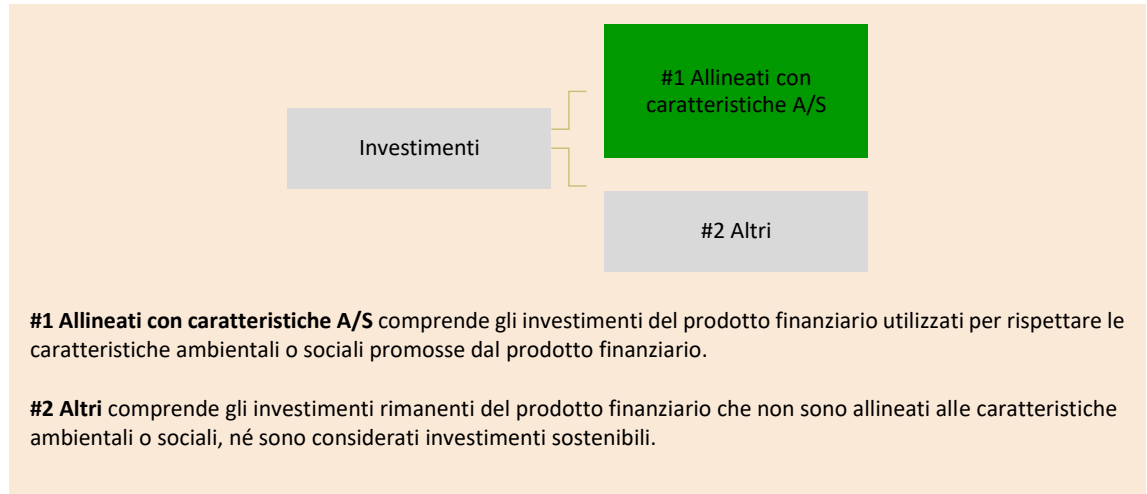 #1 Allineati con
caratteristiche A/S
Investimenti
#2 Altri
#1 Allineati con caratteristiche A/S comprende gli investimenti del prodotto finanziario utilizzati per rispettare le
caratteristiche ambientali o sociali promosse dal prodotto finanziario.
#2 Altri comprende gli investimenti rimanenti del prodotto finanziario che non sono allineati alle caratteristiche
ambientali o sociali, né sono considerati investimenti sostenibili.